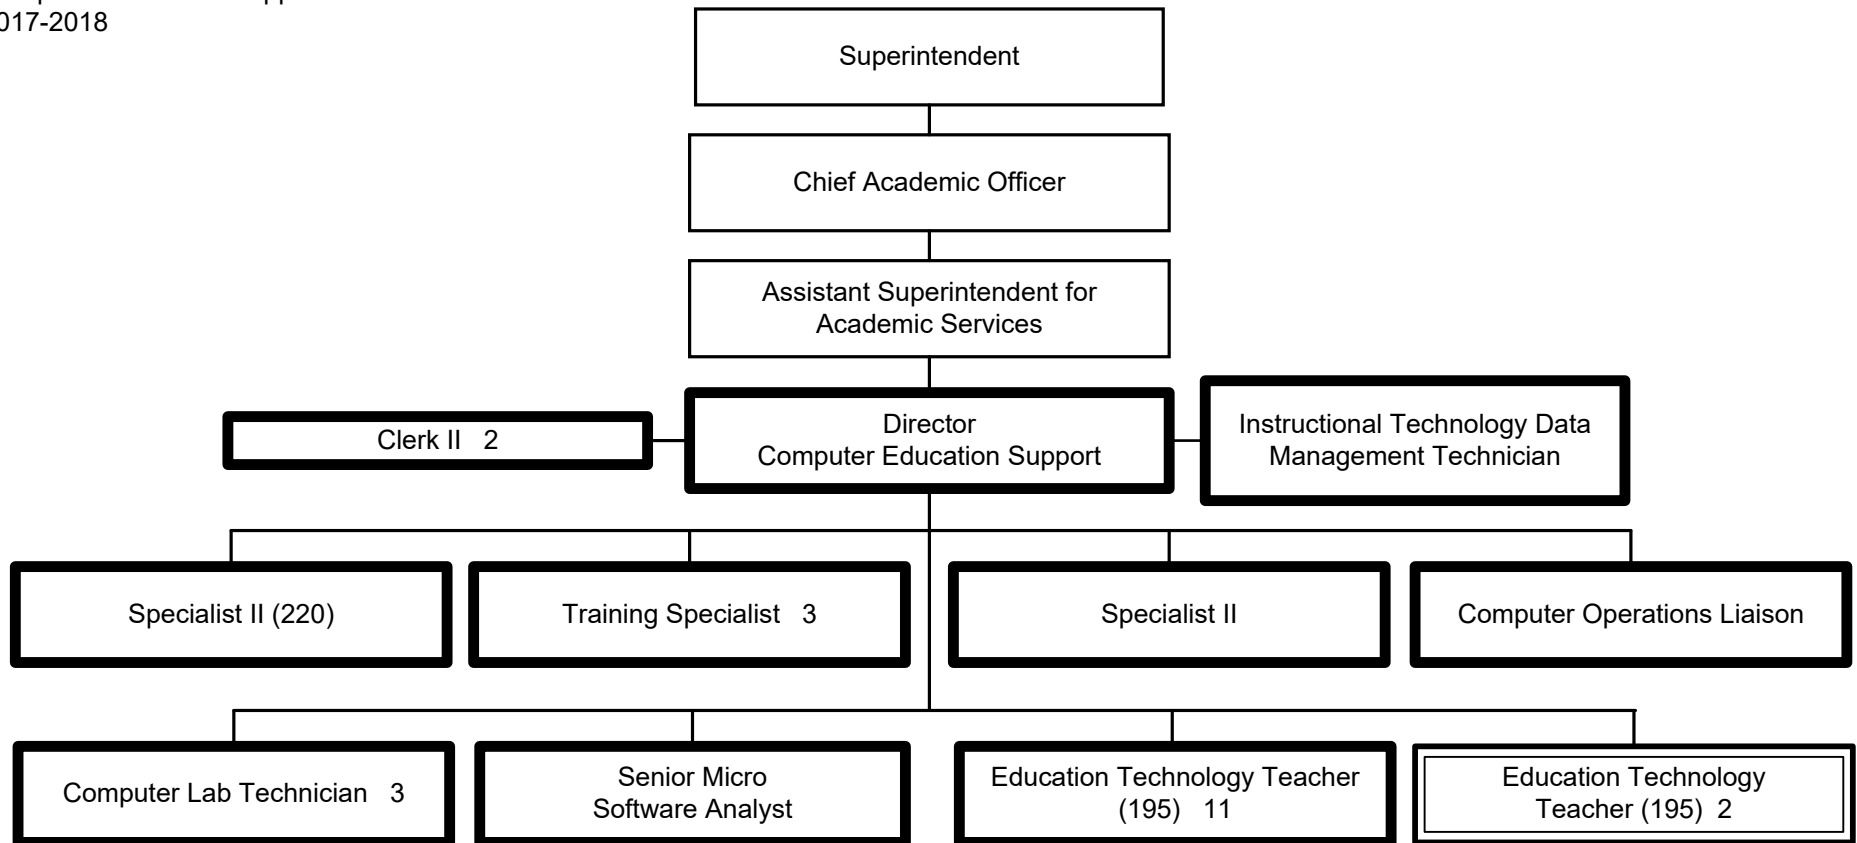 017-2018
Superintendent
Chief Academic Officer
Assistant Superintendent for
Academic Services
Clerk II 2
Director
Computer Education Support
Instructional Technology Data
Management Technician
Specialist II (220)
Training Specialist 3
Specialist II
Computer Operations Liaison
Computer Lab Technician 3
Senior Micro
Software Analyst
Education Technology Teacher
(195) 11
Education Technology
Teacher (195) 2